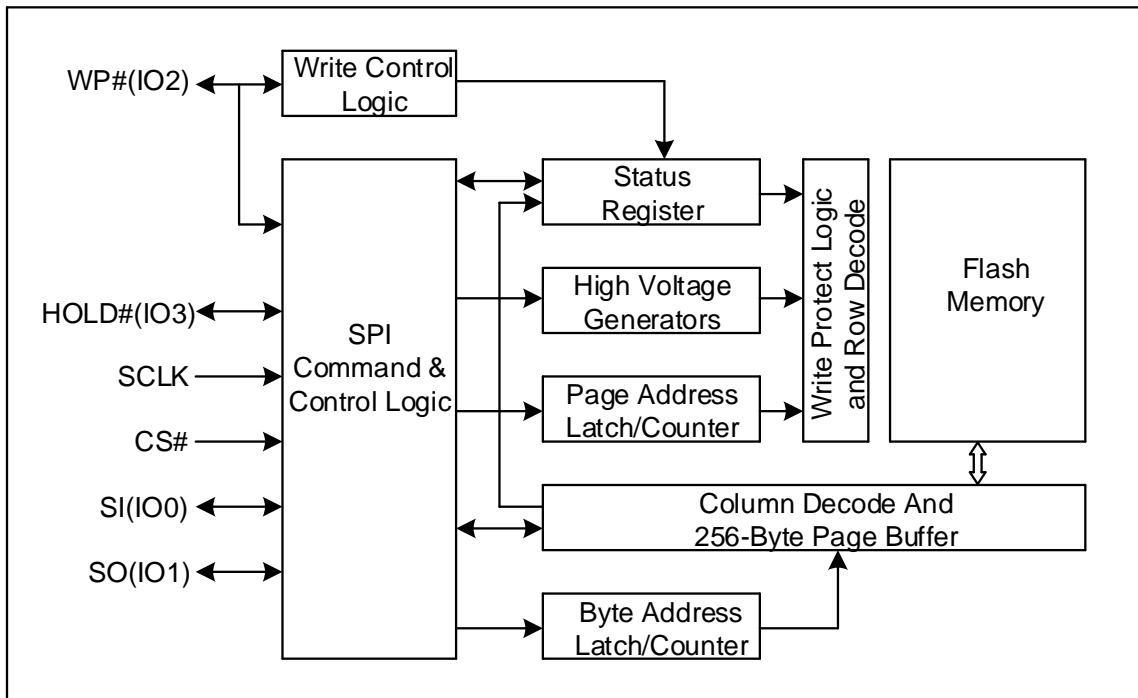 WP#(IO2)
Write Control
Logic
HOLD#(IO3)
SCLK
CS#
SI(IO0)
SO(IO1)
SPI
Command &
Control Logic
Status
Register
High Voltage
Generators
Page Address
Latch/Counter
Write Protect Logic
and Row Decode
Flash
Memory
Column Decode And
256-Byte Page Buffer
Byte Address
Latch/Counter